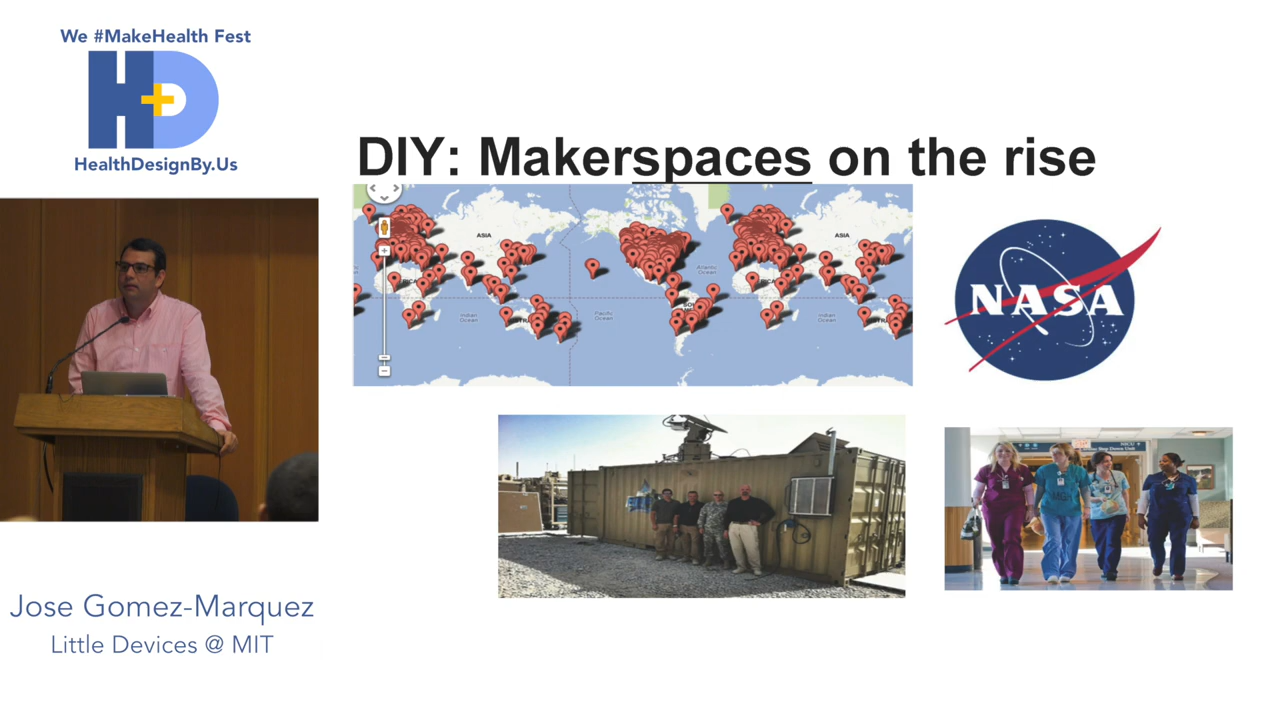 We #MakeHealth Fest
H+D
HealthDesignBy.Us
DIY: Makerspaces on the rise
ASIA
ASIA
Atlantic
Ocean
Indian
Ocean
Pacific
Ocean
Indian
Ocean
NASA
Jose Gomez-Marquez
Little Devices @ MIT